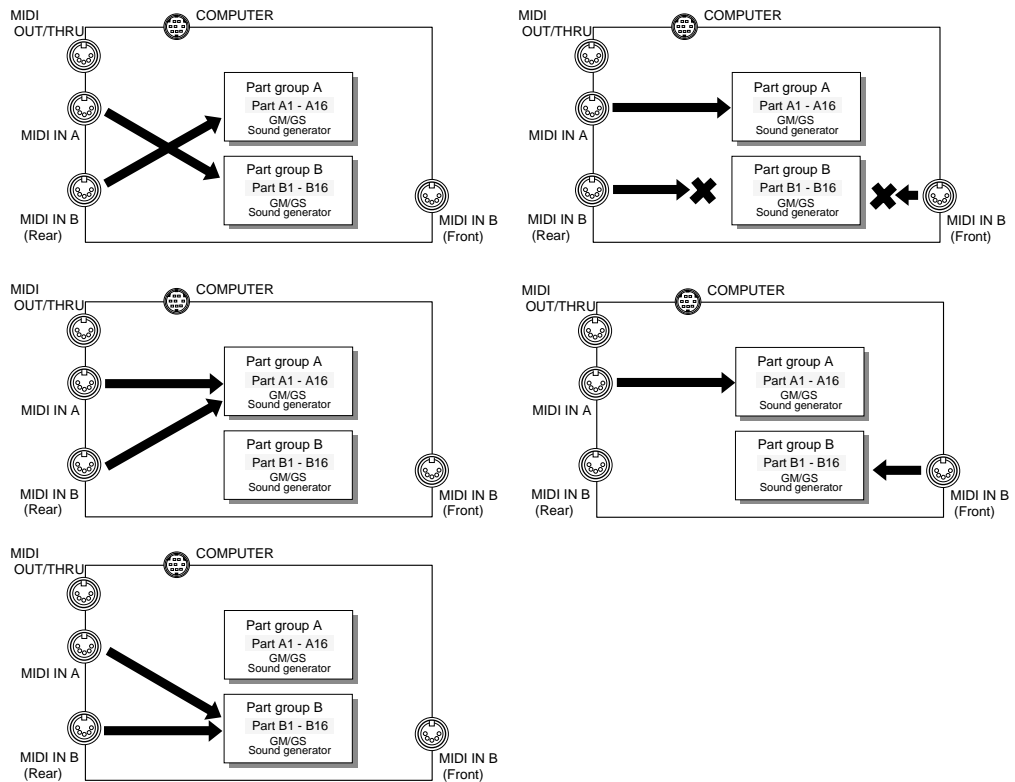 MIDI
OUT/THRU
COMPUTER
MIDI IN A
MIDI IN B
(Rear)
Part group A
Part A1 - A16
GM/GS
Sound generator
Part group B
Part B1 - B16
GM/GS
Sound generator
MIDI IN B
(Front)
MIDI
OUT/THRU
COMPUTER
MIDI IN A
MIDI IN B
(Rear)
Part group A
Part A1 - A16
GM/GS
Sound generator
Part group B
Part B1 - B16
GM/GS
Sound generator
MIDI IN B
(Front)
MIDI
OUT/THRU
COMPUTER
MIDI IN A
MIDI IN B
(Rear)
Part group A
Part A1 - A16
GM/GS
Sound generator
Part group B
Part B1 - B16
GM/GS
Sound generator
MIDI IN B
(Front)
MIDI
OUT/THRU
COMPUTER
MIDI IN A
MIDI IN B
(Rear)
Part group A
Part A1 - A16
GM/GS
Sound generator
Part group B
Part B1 - B16
GM/GS
Sound generator
MIDI IN B
(Front)
MIDI
OUT/THRU
COMPUTER
MIDI IN A
MIDI IN B
(Rear)
Part group A
Part A1 - A16
GM/GS
Sound generator
Part group B
Part B1 - B16
GM/GS
Sound generator
MIDI IN B
(Front)